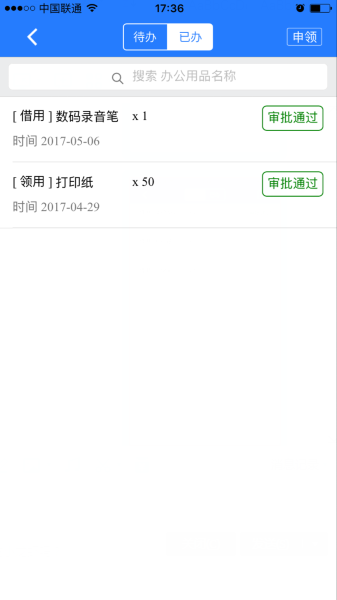 中国联通 17:36
待办 已办 申领
搜索 办公用品名称
[ 借用 ] 数码录音笔 x 1 审批通过
时间 2017-05-06
[ 领用 ] 打印纸 x 50 审批通过
时间 2017-04-29